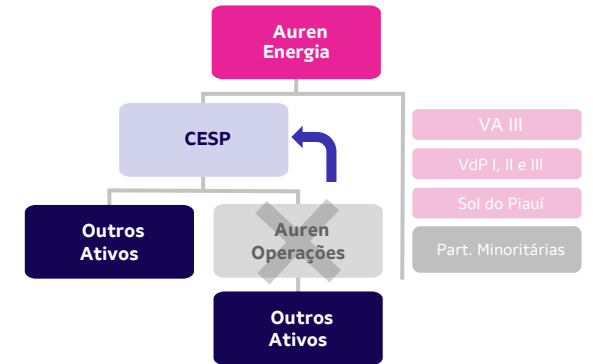 Auren
Energia
CESP
VA III
VdP I, II e III
Sol do Piauí
Part. Minoritárias
Outros
Ativos
Auren
Operações
Outros
Ativos